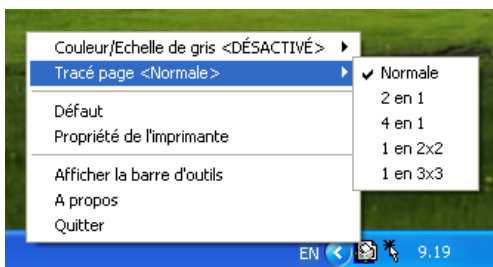 Couleur/Echelle de gris <DÉSACTIVÉ>
Tracé page <Normale>
Défaut
Propriété de l'imprimante
Afficher la barre d'outils
A propos
Quitter
Normale
2 en 1
4 en 1
1 en 2x2
1 en 3x3
EN
9.19